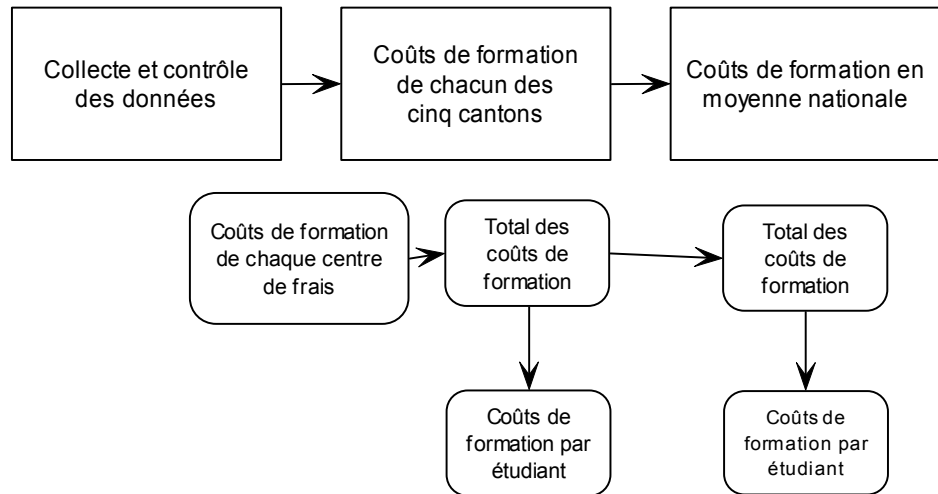 Collecte et contrôle
des données
Coûts de formation
de chacun des
cinq cantons
Coûts de formation en
moyenne nationale
Coûts de formation
de chaque centre
de frais
Total des
coûts de
formation
Total des
coûts de
formation
Coûts de
formation par
étudiant
Coûts de
formation par
étudiant